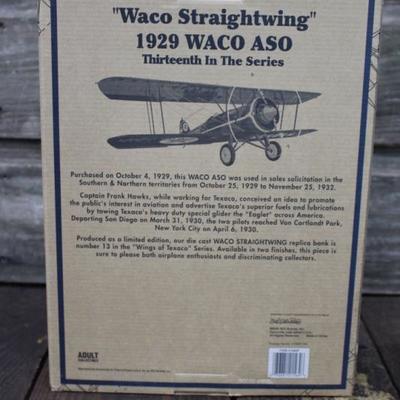 "Waco Straightwing"
1929 WACO ASO
Thirteenth In The Series
Purchased on October 4, 1929, this WACO ASO was used in sales solicitation in the
Southern & Northern territories from October 25, 1929 to November 25, 1932.
Captain Frank Hawks, while working for Texaco, conceived an idea to promote
the public's interest in aviation and advertise Texaco's superior fuels and lubrications
by towing Texaco's heavy duty special glider the "Eaglet" across America.
Departing San Diego on March 31, 1930, the two pilots reached Van Cortlandt Park,
New York City on April 6, 1930.
Produced as a limited edition, our die cast WACO STRAIGHTWING replica bank is
number 13 in the "Wings of Texaco" Series. Available in two finishes, this piece is
sure to please both airplane enthusiasts and discriminating collectors.
ADULT